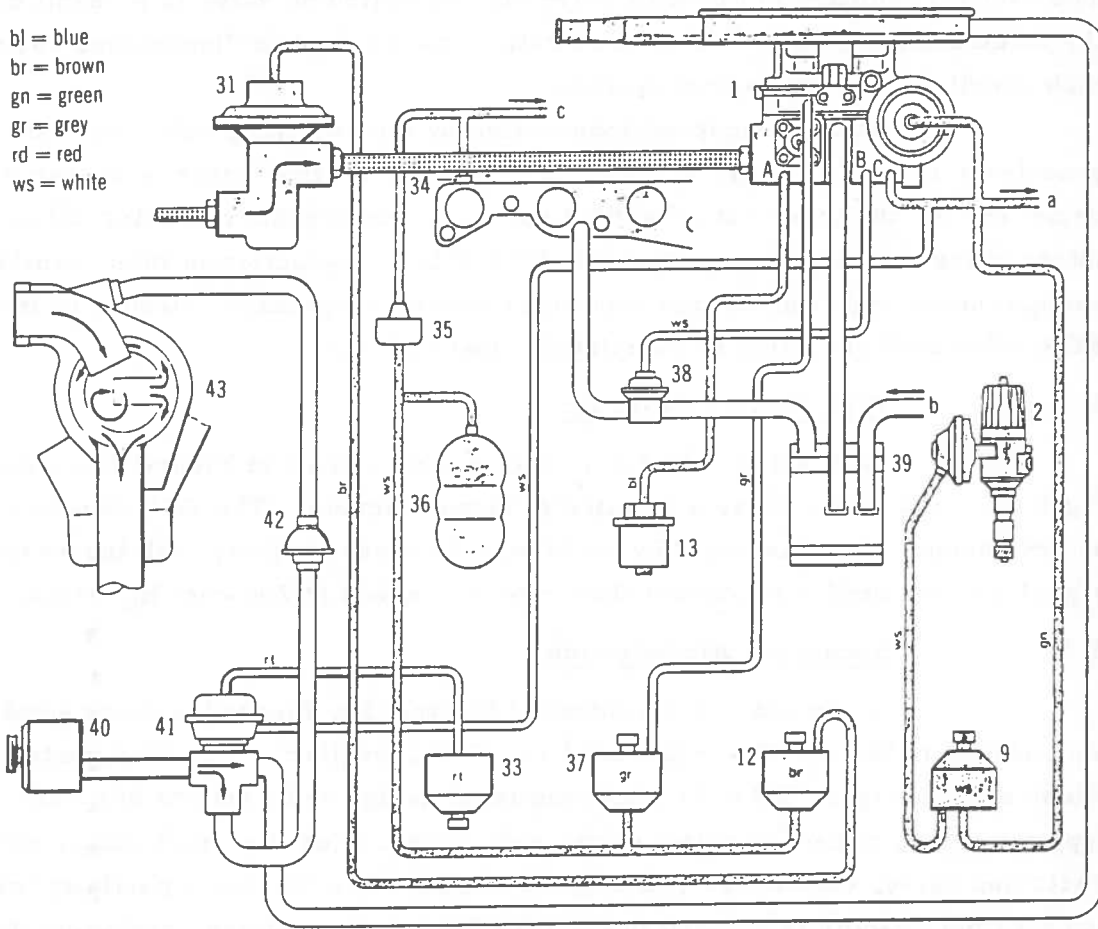 bl = blue
br = brown
gn = green
gr = grey
rd = red
ws = white
31
1
c
34
A
B
C
a
35
ws
38
43
b
2
39
36
br
ws
ws
bl
gr
42
13
ws
gn
rt
41
40
rt
33
37
gr
12
br
9
ws